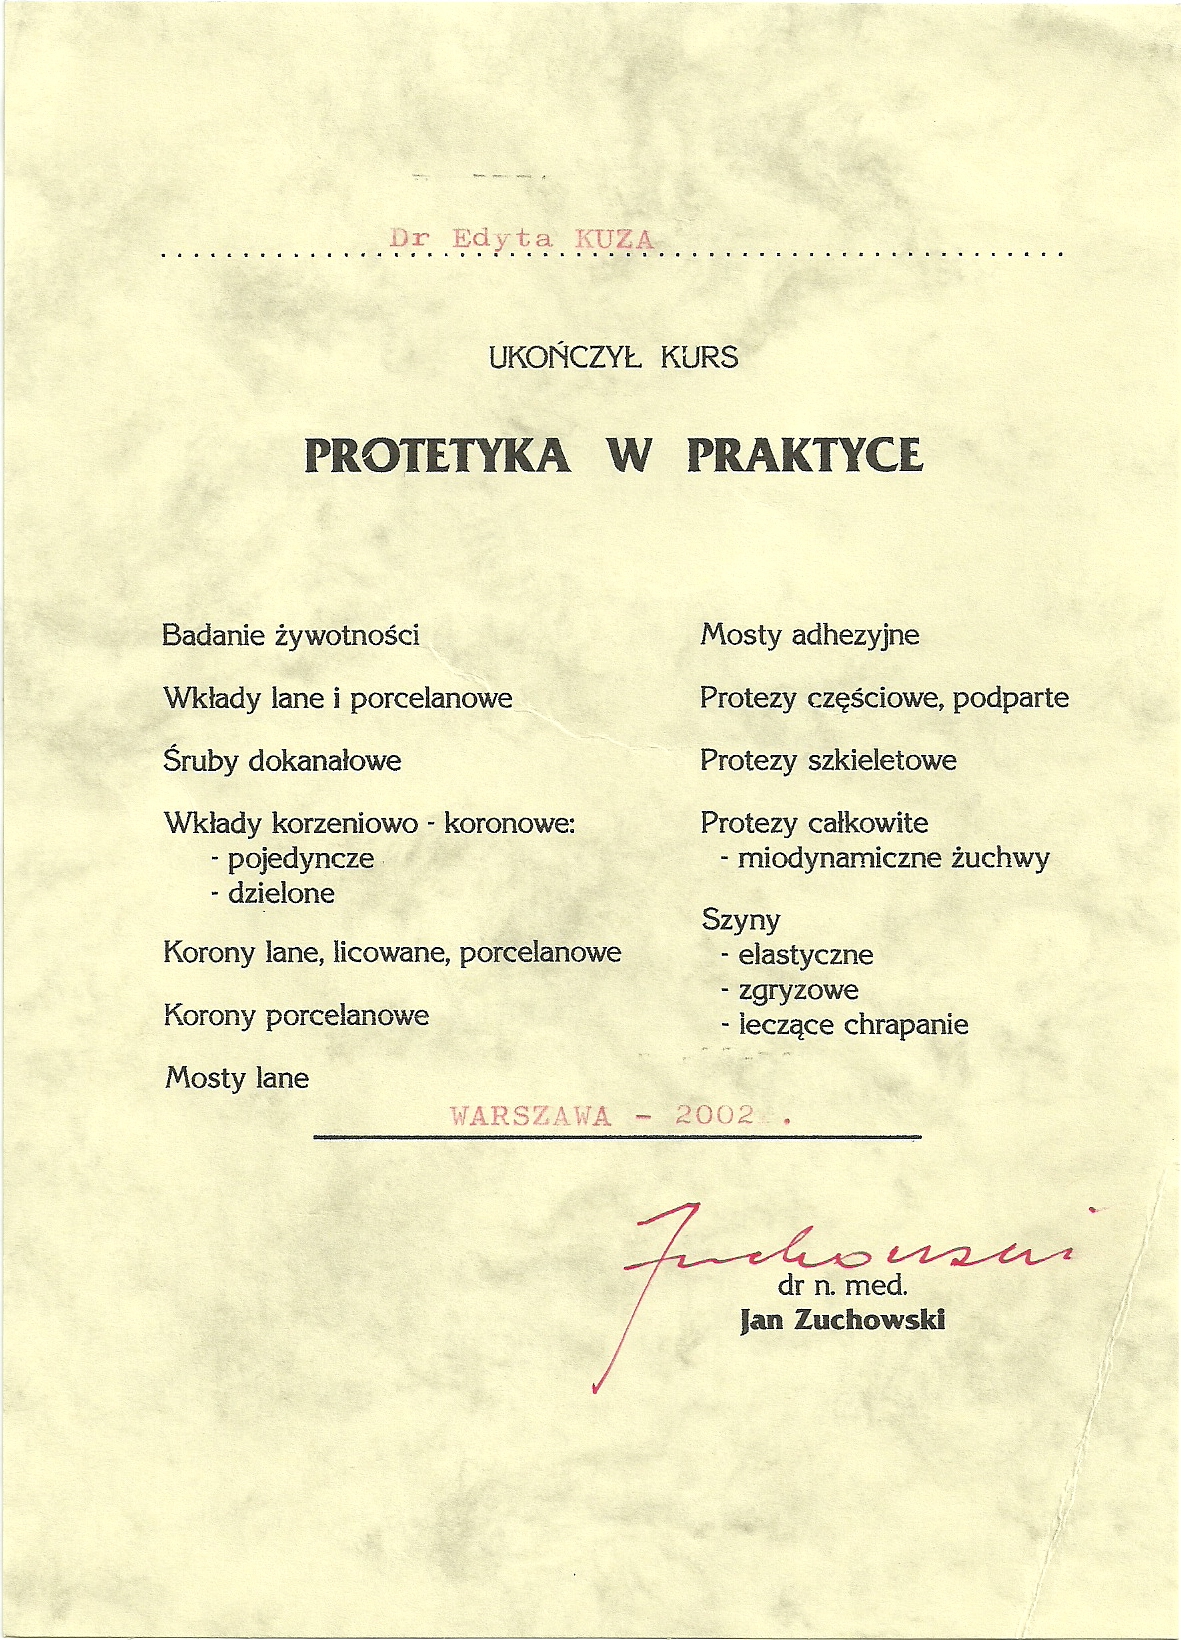 Dr Edyta KUZA
UKOŃCZYŁ KURS
PROTETYKA W PRAKTYCE
Badanie żywotności
Wkłady lane i porcelanowe
Śruby dokanałowe
Wkłady korzeniowo - koronowe:
- pojedyncze
- dzielone
Korony lane, licowane, porcelanowe
Korony porcelanowe
Mosty lane
Mosty adhezyjne
Protezy częściowe, podparte
Protezy szkieletowe
Protezy całkowite
- miodynamiczne żuchwy
Szyny
- elastyczne
- zgryzowe
- leczące chrapanie
WARSZAWA - 2002 .
Zuchowski
dr n. med.
Jan Zuchowski